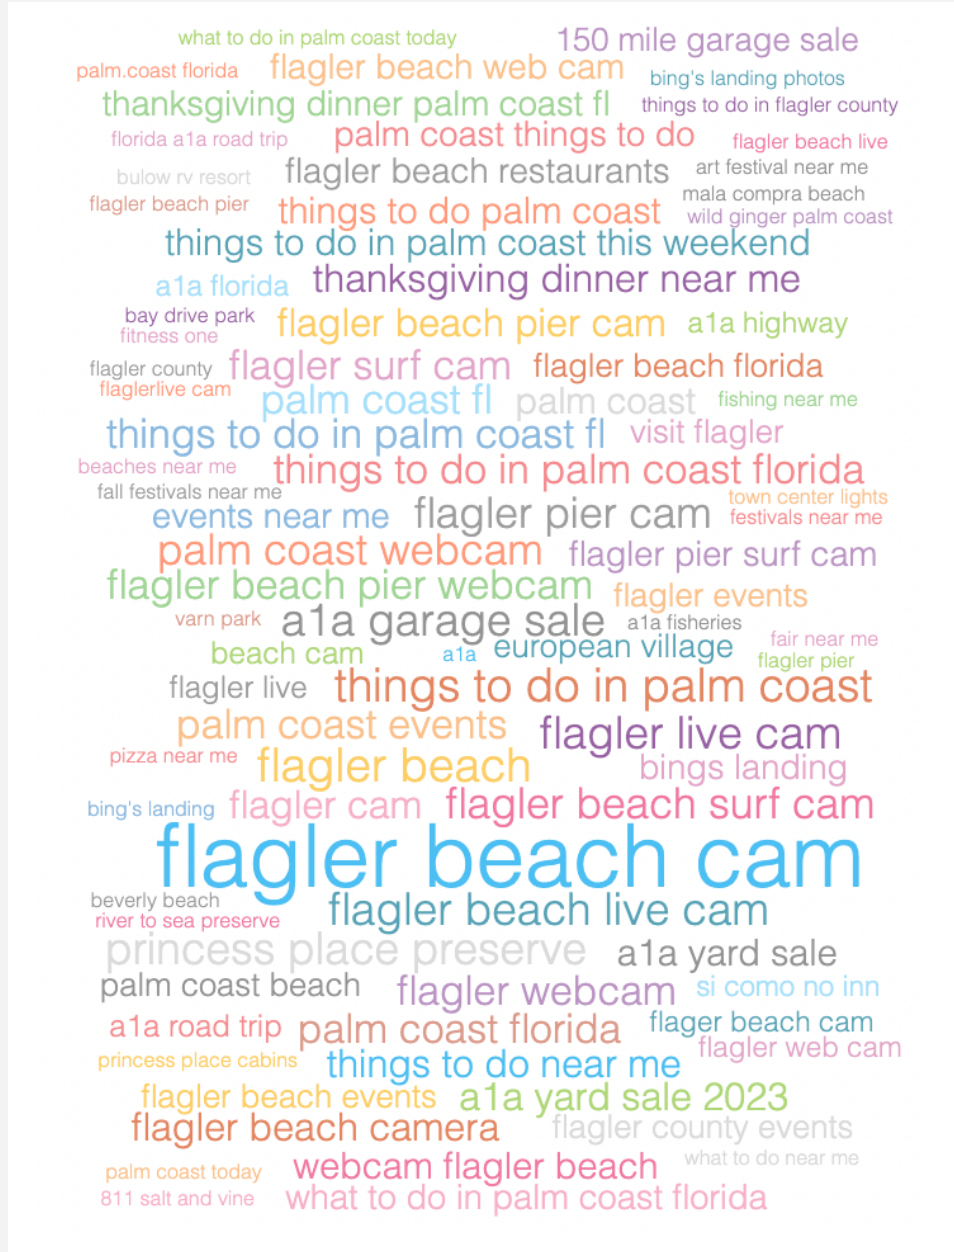 what to do in palm coast today 150 mile garage sale
palm.coast florida flagler beach web cam bing's landing photos
thanksgiving dinner palm coast fl things to do in flagler county
florida a1a road trip palm coast things to do flagler beach live
bulow rv resort flagler beach restaurants art festival near me
mala compra beach
flagler beach pier things to do palm coast wild ginger palm coast
things to do in palm coast this weekend
a1a florida thanksgiving dinner near me
bay drive park flagler beach pier cam a1a highway
fitness one
flagler county flagler surf cam flagler beach florida
flaglerlive cam
palm coast fl palm coast fishing near me
things to do in palm coast fl visit flagler
beaches near me things to do in palm coast florida
fall festivals near me town center lights
events near me flagler pier cam festivals near me
palm coast webcam flagler pier surf cam
flagler beach pier webcam flagler events
varn park a1a garage sale a1a fisheries
beach cam a1a european village fair near me
flagler pier
flagler live things to do in palm coast
palm coast events flagler live cam
pizza near me flagler beach bings landing
bing's landing flagler cam flagler beach surf cam
flagler beach cam
beverly beach flagler beach live cam
river to sea preserve
princess place preserve a1a yard sale
palm coast beach flagler webcam si como no inn
a1a road trip palm coast florida flager beach cam
flagler web cam
princess place cabins things to do near me
flagler beach events a1a yard sale 2023
flagler beach camera flagler county events
palm coast today webcam flagler beach what to do near me
811 salt and vine what to do in palm coast florida